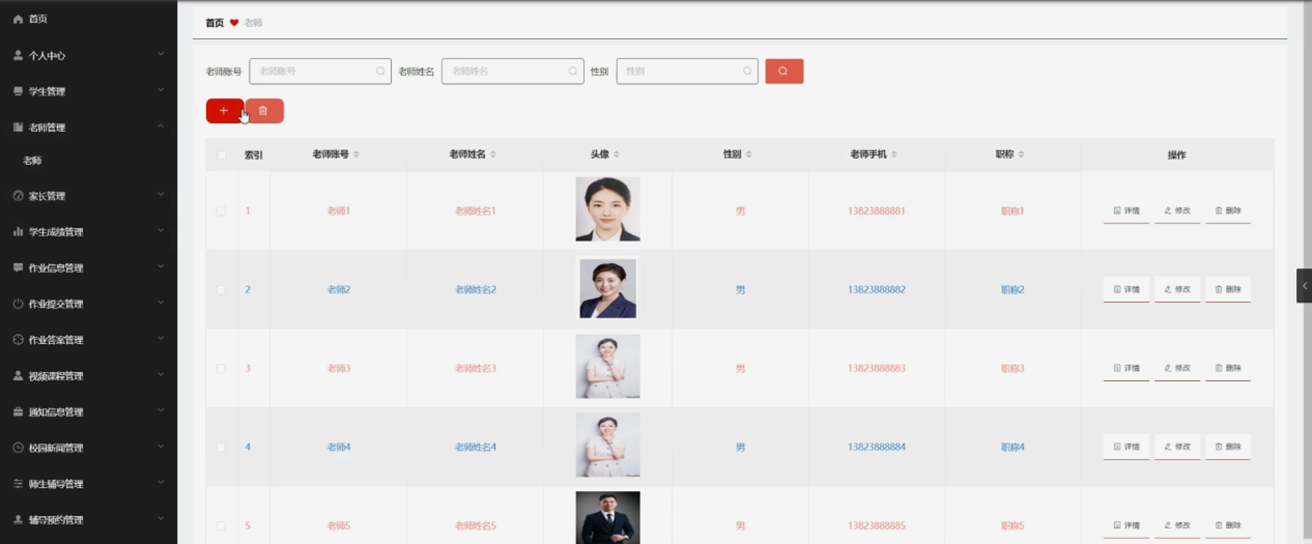 首页
个人中心
学生管理
老师管理
老师
家长管理
学生成绩管理
作业信息管理
作业提交管理
作业答案管理
视频课程管理
通知信息管理
校园新闻管理
师生辅导管理
辅导预约管理
首页 老师
老师账号 老师账号 老师姓名 老师姓名 性别 性别
索引 老师账号 老师姓名 头像 性别 老师手机 职称 操作
1 老师1 老师姓名1 男 13823888881 职称1 详情 修改 删除
2 老师2 老师姓名2 男 13823888882 职称2 详情 修改 删除
3 老师3 老师姓名3 男 13823888883 职称3 详情 修改 删除
4 老师4 老师姓名4 男 13823888884 职称4 详情 修改 删除
5 老师5 老师姓名5 男 13823888885 职称5 详情 修改 删除